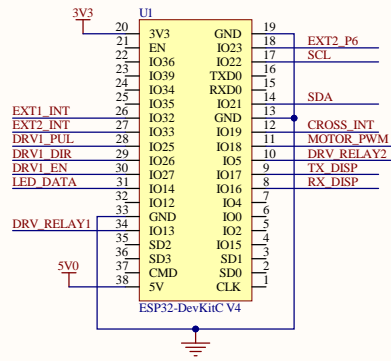 3V3 U1
20 3V3 GND 19
21 EN IO23 18 EXT2_P6
22 IO36 IO22 17 SCL
23 IO39 TXD0 16
24 IO34 RXD0 15
25 IO35 IO21 14 SDA
EXT1_INT 26 IO32 GND 13
EXT2_INT 27 IO33 IO19 12 CROSS_INT
DRV1_PUL 28 IO25 IO18 11 MOTOR_PWM
DRV1_DIR 29 IO26 IO5 10 DRV_RELAY2
DRV1_EN 30 IO27 IO17 9 TX_DISP
LED_DATA 31 IO14 IO16 8 RX_DISP
32 IO12 IO4 7
33 GND IO0 6
DRV_RELAY1 34 IO13 IO2 5
35 SD2 IO15 4
36 SD3 SD1 3
37 CMD SD0 2
5V0 38 5V CLK 1
ESP32-DevKitC V4